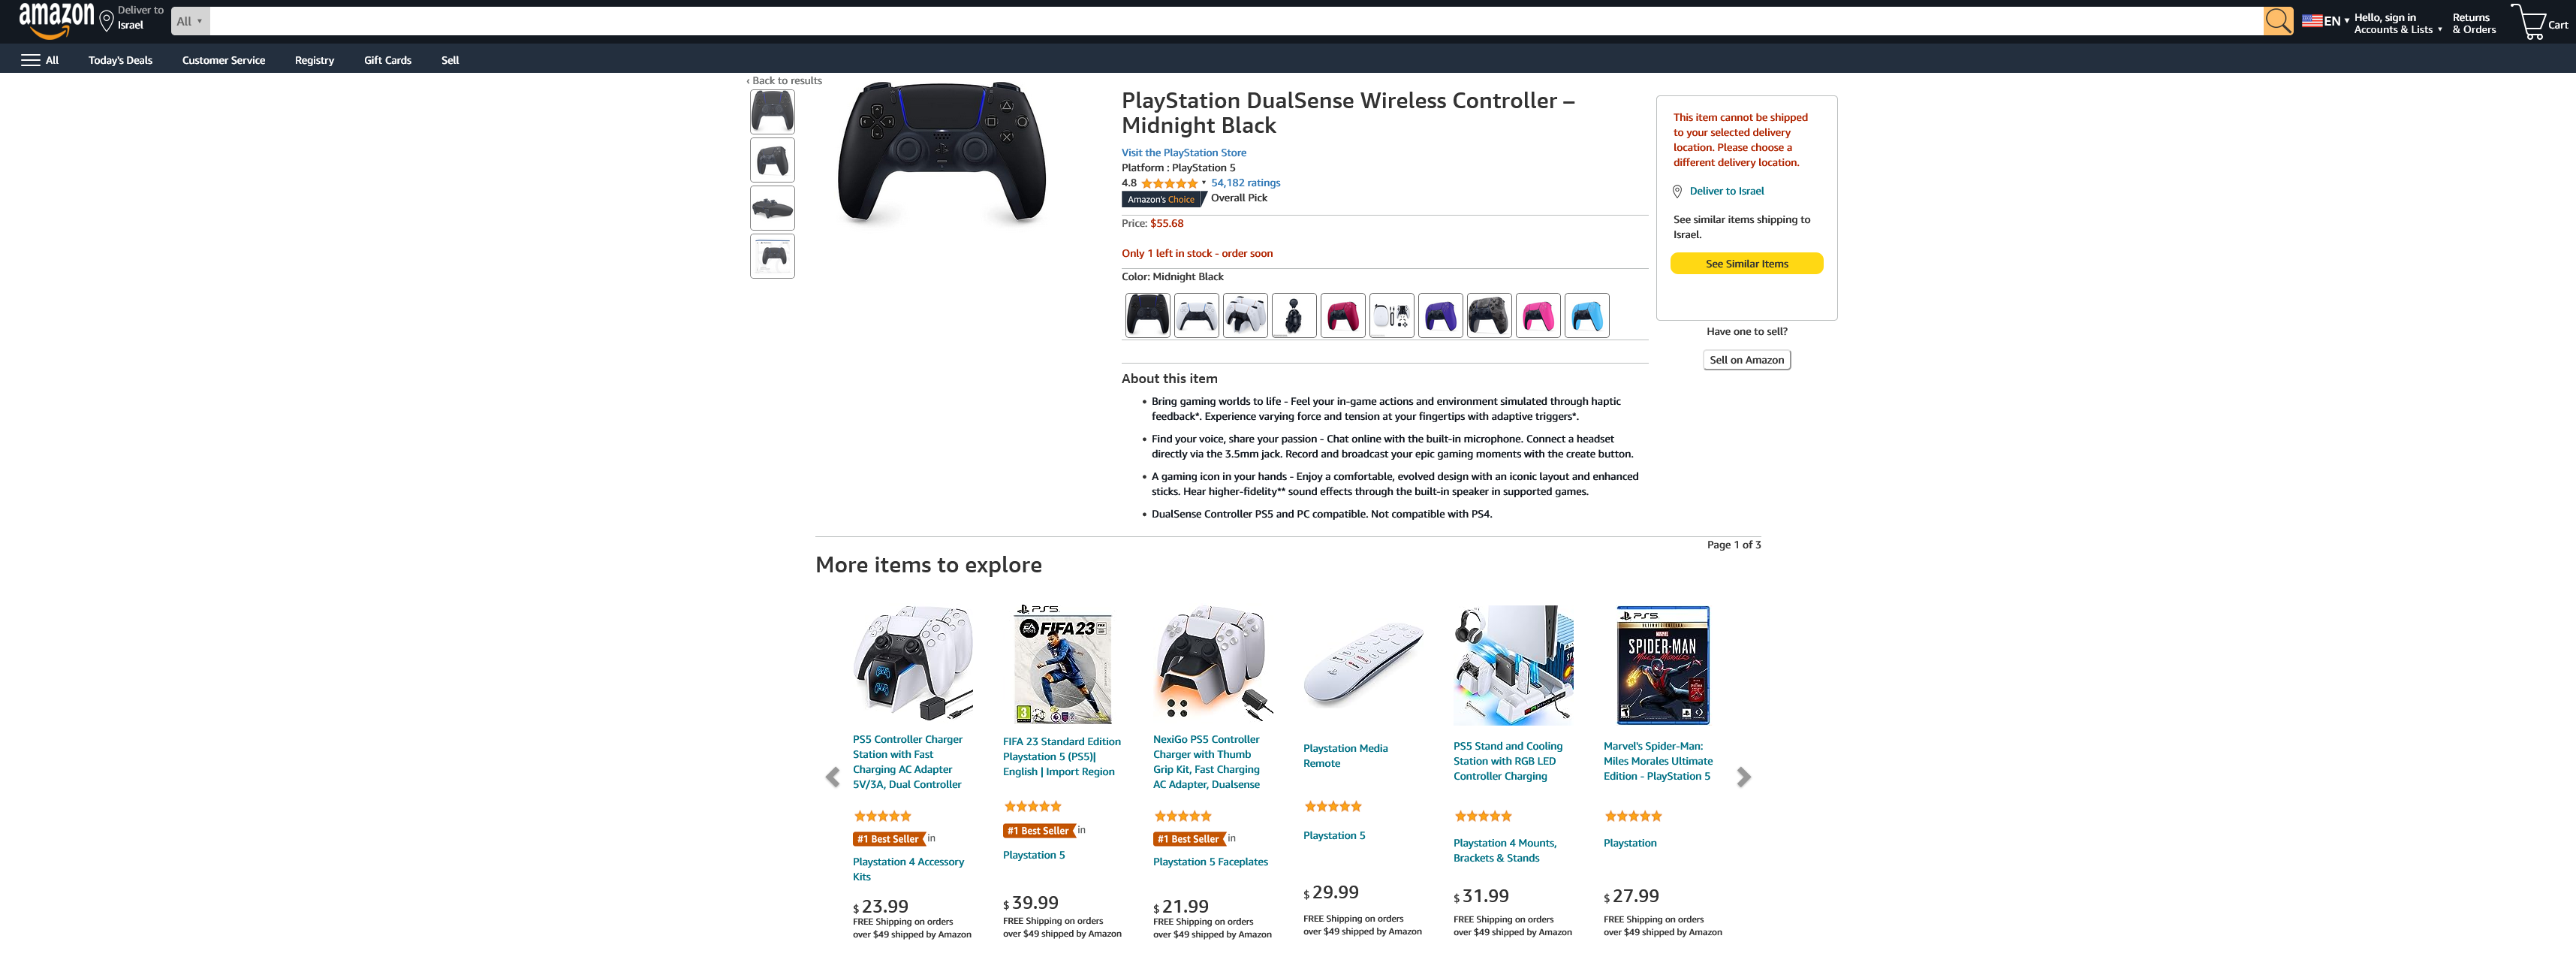 amazon
Deliver to
Israel
All
EN
Hello, sign in
Accounts & Lists
Returns
& Orders
Cart
All
Today's Deals
Customer Service
Registry
Gift Cards
Sell
‹ Back to results
PlayStation DualSense Wireless Controller –
Midnight Black
Visit the PlayStation Store
Platform : PlayStation 5
4.8
54,182 ratings
Amazon's Choice
Overall Pick
Price: $55.68
Only 1 left in stock - order soon
Color: Midnight Black
This item cannot be shipped
to your selected delivery
location. Please choose a
different delivery location.
Deliver to Israel
See similar items shipping to
Israel.
See Similar Items
Have one to sell?
Sell on Amazon
About this item
• Bring gaming worlds to life - Feel your in-game actions and environment simulated through haptic
feedback*. Experience varying force and tension at your fingertips with adaptive triggers*.
• Find your voice, share your passion - Chat online with the built-in microphone. Connect a headset
directly via the 3.5mm jack. Record and broadcast your epic gaming moments with the create button.
• A gaming icon in your hands - Enjoy a comfortable, evolved design with an iconic layout and enhanced
sticks. Hear higher-fidelity** sound effects through the built-in speaker in supported games.
• DualSense Controller PS5 and PC compatible. Not compatible with PS4.
Page 1 of 3
More items to explore
PS5 Controller Charger
Station with Fast
Charging AC Adapter
5V/3A, Dual Controller
#1 Best Seller in
Playstation 4 Accessory
Kits
$ 23.99
FREE Shipping on orders
over $49 shipped by Amazon
PS5
EA
FIFA 23
3
FIFA 23 Standard Edition
Playstation 5 (PS5)|
English | Import Region
#1 Best Seller in
Playstation 5
$ 39.99
FREE Shipping on orders
over $49 shipped by Amazon
NexiGo PS5 Controller
Charger with Thumb
Grip Kit, Fast Charging
AC Adapter, Dualsense
#1 Best Seller in
Playstation 5 Faceplates
$ 21.99
FREE Shipping on orders
over $49 shipped by Amazon
Playstation Media
Remote
Playstation 5
$ 29.99
FREE Shipping on orders
over $49 shipped by Amazon
PS5 Stand and Cooling
Station with RGB LED
Controller Charging
Playstation 4 Mounts,
Brackets & Stands
$ 31.99
FREE Shipping on orders
over $49 shipped by Amazon
PS5
ULTIMATE EDITION
MARVEL
SPIDER-MAN
MILES MORALES
Marvel's Spider-Man:
Miles Morales Ultimate
Edition - PlayStation 5
Playstation
$ 27.99
FREE Shipping on orders
over $49 shipped by Amazon